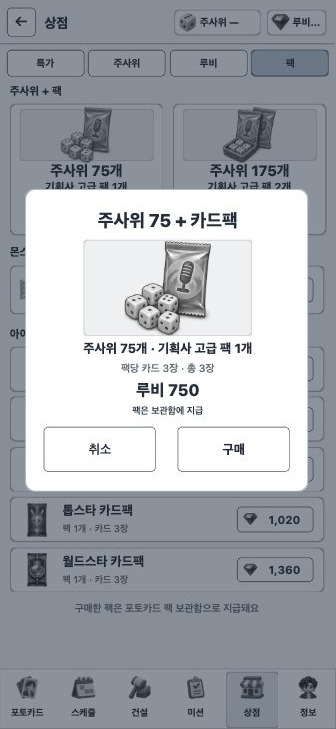 상점
주사위 —
루비...
특가
주사위
루비
팩
주사위 + 팩
주사위 75개
기획사 고급 팩 1개
주사위 175개
기획사 고급 팩 2개
몬스
아이
주사위 75 + 카드팩
주사위 75개 · 기획사 고급 팩 1개
팩당 카드 3장 · 총 3장
루비 750
팩은 보관함에 지급
취소
구매
톱스타 카드팩
팩 1개 · 카드 3장
1,020
월드스타 카드팩
팩 1개 · 카드 3장
1,360
구매한 팩은 포토카드 팩 보관함으로 지급돼요
포토카드
스케줄
건설
미션
상점
정보